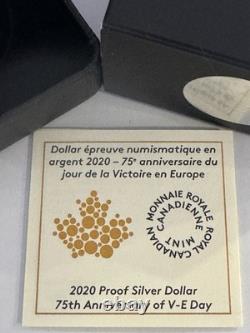 Dollar épreuve numismatique en
argent 2020 – 75e anniversaire du
jour de la Victoire en Europe
MONNAIE ROYALE CANADIENNE
ROYAL CANADIAN MINT
2020 Proof Silver Dollar
75th Anniversary of V-E Day
ebay